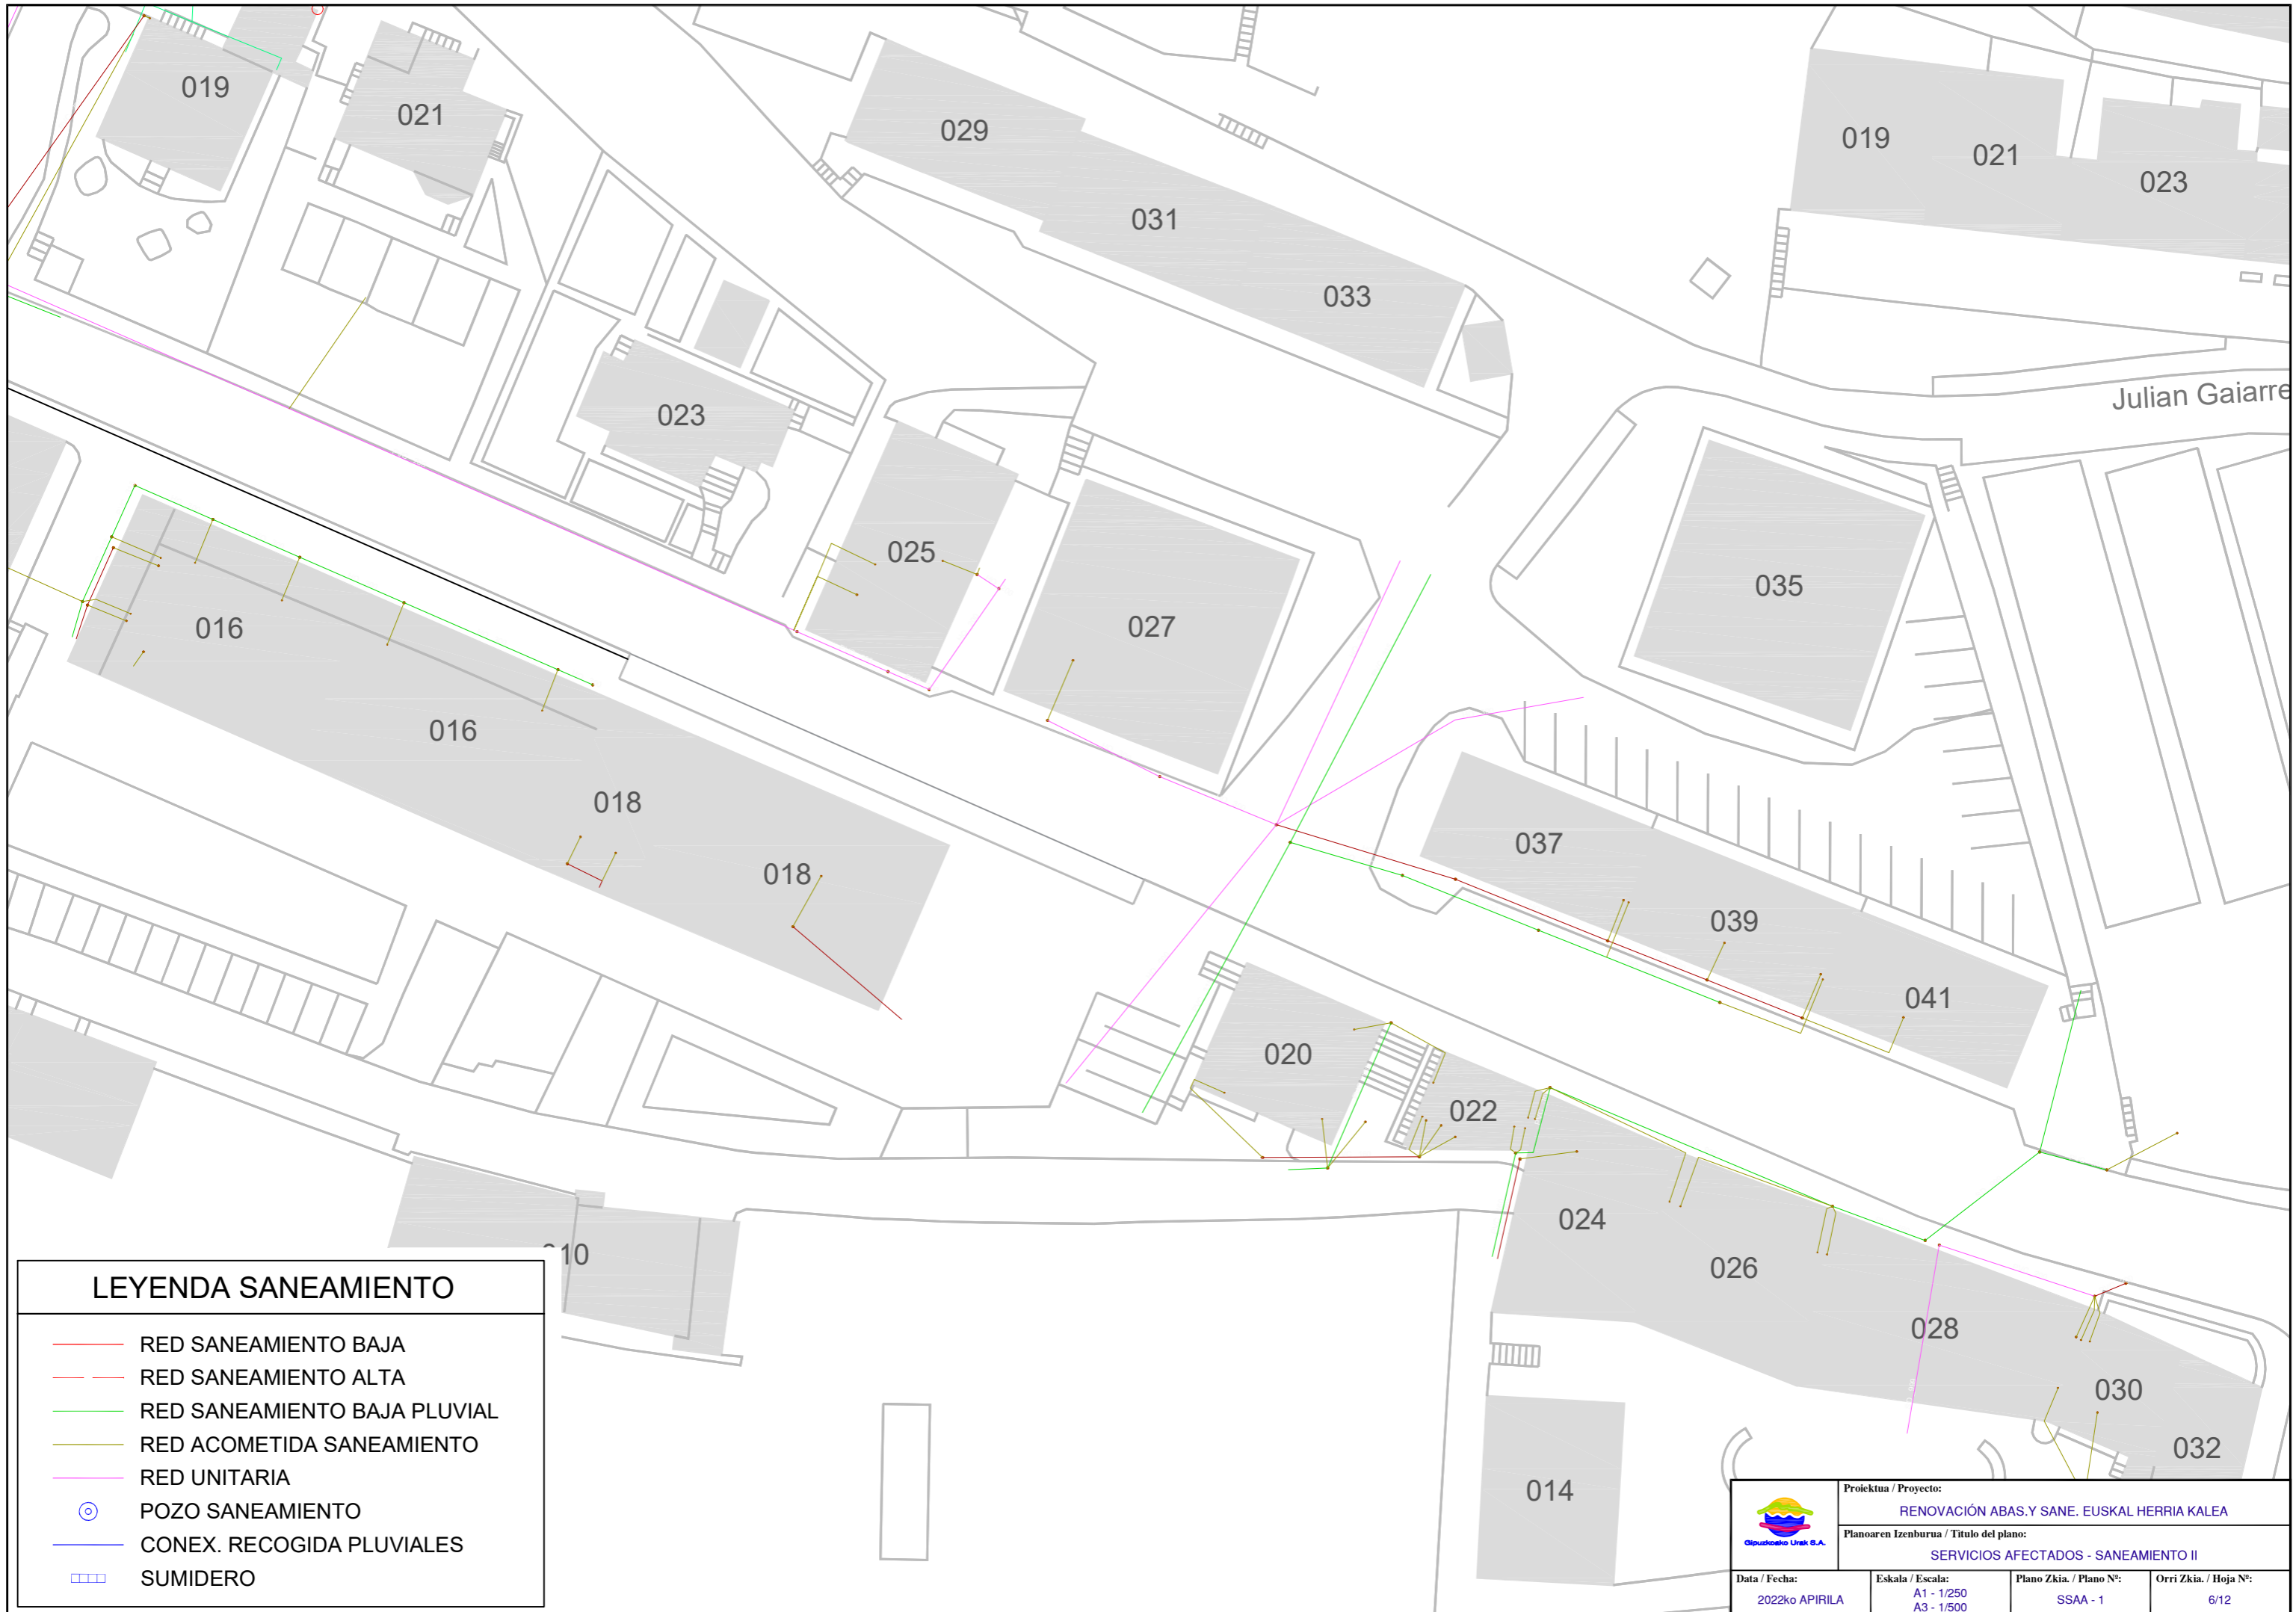 019
021
029
031
033
019
021
023
Julian Gaiarre
023
025
027
035
016
016
018
018
037
039
041
020
022
024
026
028
030
032
014
10
LEYENDA SANEAMIENTO
RED SANEAMIENTO BAJA
RED SANEAMIENTO ALTA
RED SANEAMIENTO BAJA PLUVIAL
RED ACOMETIDA SANEAMIENTO
RED UNITARIA
POZO SANEAMIENTO
CONEX. RECOGIDA PLUVIALES
SUMIDERO
Gipuzkoako Urak S.A.
Proiektua / Proyecto:
RENOVACIÓN ABAS.Y SANE. EUSKAL HERRIA KALEA
Planoaren Izenburua / Titulo del plano:
SERVICIOS AFECTADOS - SANEAMIENTO II
Data / Fecha:
2022ko APIRILA
Eskala / Escala:
A1 - 1/250
A3 - 1/500
Plano Zkia. / Plano Nº:
SSAA - 1
Orri Zkia. / Hoja Nº:
6/12